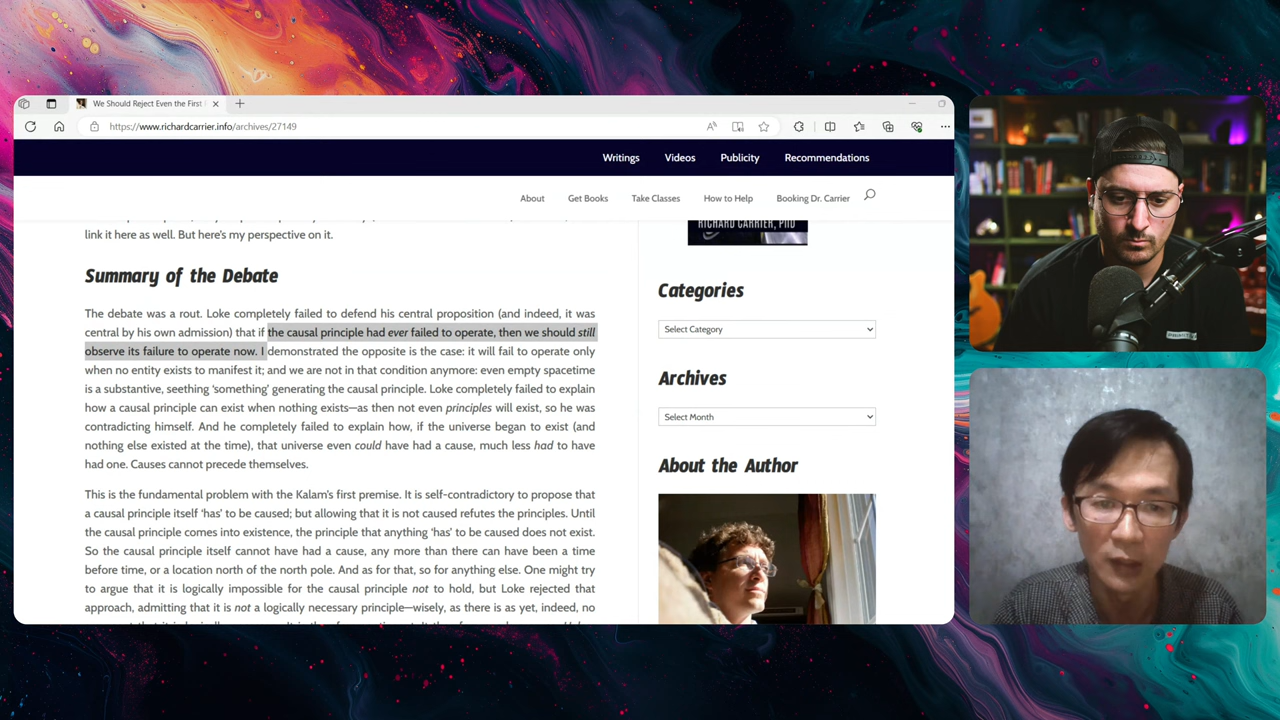 We Should Reject Even the First
https://www.richardcarrier.info/archives/27149
Writings Videos Publicity Recommendations
About Get Books Take Classes How to Help Booking Dr. Carrier
link it here as well. But here's my perspective on it.
RICHARD CARRIER, PHD
Summary of the Debate
The debate was a rout. Loke completely failed to defend his central proposition (and indeed, it was
central by his own admission) that if the causal principle had ever failed to operate, then we should still
observe its failure to operate now. I demonstrated the opposite is the case: it will fail to operate only
when no entity exists to manifest it; and we are not in that condition anymore: even empty spacetime
is a substantive, seething 'something' generating the causal principle. Loke completely failed to explain
how a causal principle can exist when nothing exists—as then not even principles will exist, so he was
contradicting himself. And he completely failed to explain how, if the universe began to exist (and
nothing else existed at the time), that universe even could have had a cause, much less had to have
had one. Causes cannot precede themselves.
This is the fundamental problem with the Kalam's first premise. It is self-contradictory to propose that
a causal principle itself 'has' to be caused; but allowing that it is not caused refutes the principles. Until
the causal principle comes into existence, the principle that anything 'has' to be caused does not exist.
So the causal principle itself cannot have had a cause, any more than there can have been a time
before time, or a location north of the north pole. And as for that, so for anything else. One might try
to argue that it is logically impossible for the causal principle not to hold, but Loke rejected that
approach, admitting that it is not a logically necessary principle—wisely, as there is as yet, indeed, no
Categories
Select Category
Archives
Select Month
About the Author